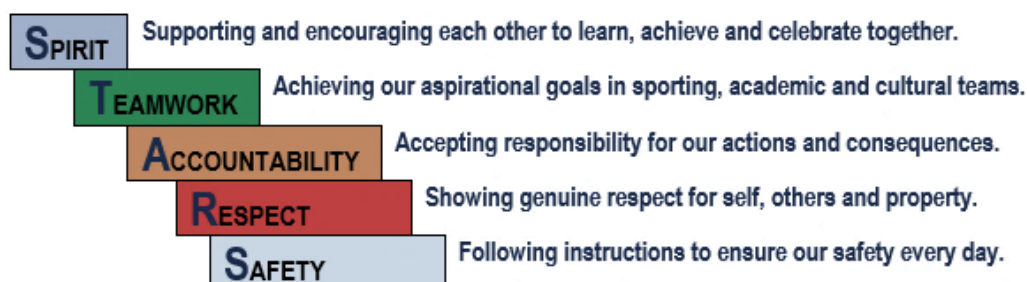 SPIRIT Supporting and encouraging each other to learn, achieve and celebrate together.
TEAMWORK Achieving our aspirational goals in sporting, academic and cultural teams.
ACCOUNTABILITY Accepting responsibility for our actions and consequences.
RESPECT Showing genuine respect for self, others and property.
SAFETY Following instructions to ensure our safety every day.